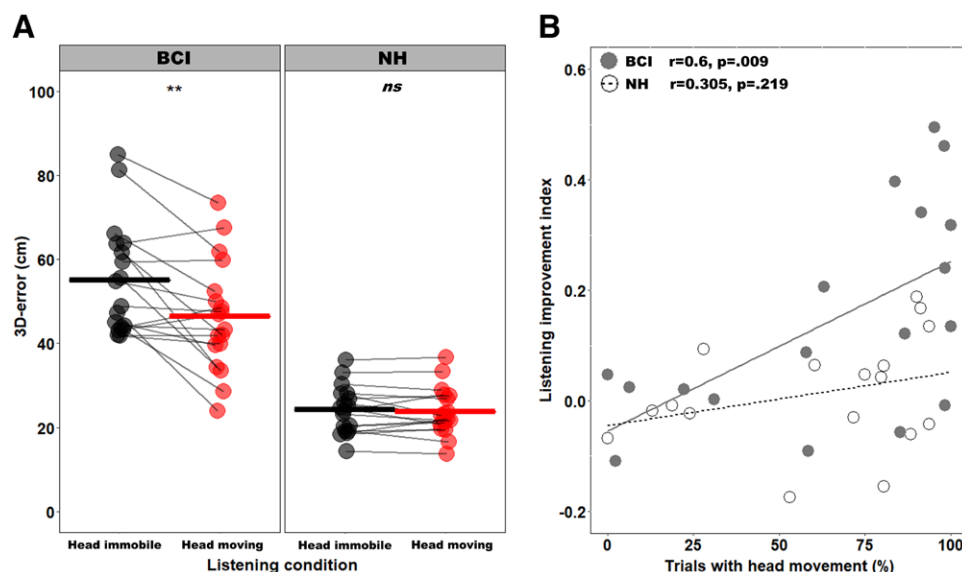 A
BCI
NH
**
ns
100
80
60
40
20
0
3D-error (cm)
Head immobile
Head moving
Head immobile
Head moving
Listening condition
B
BCI r=0.6, p=.009
NH r=0.305, p=.219
0.6
0.4
0.2
0.0
-0.2
Listening improvement index
0
25
50
75
100
Trials with head movement (%)